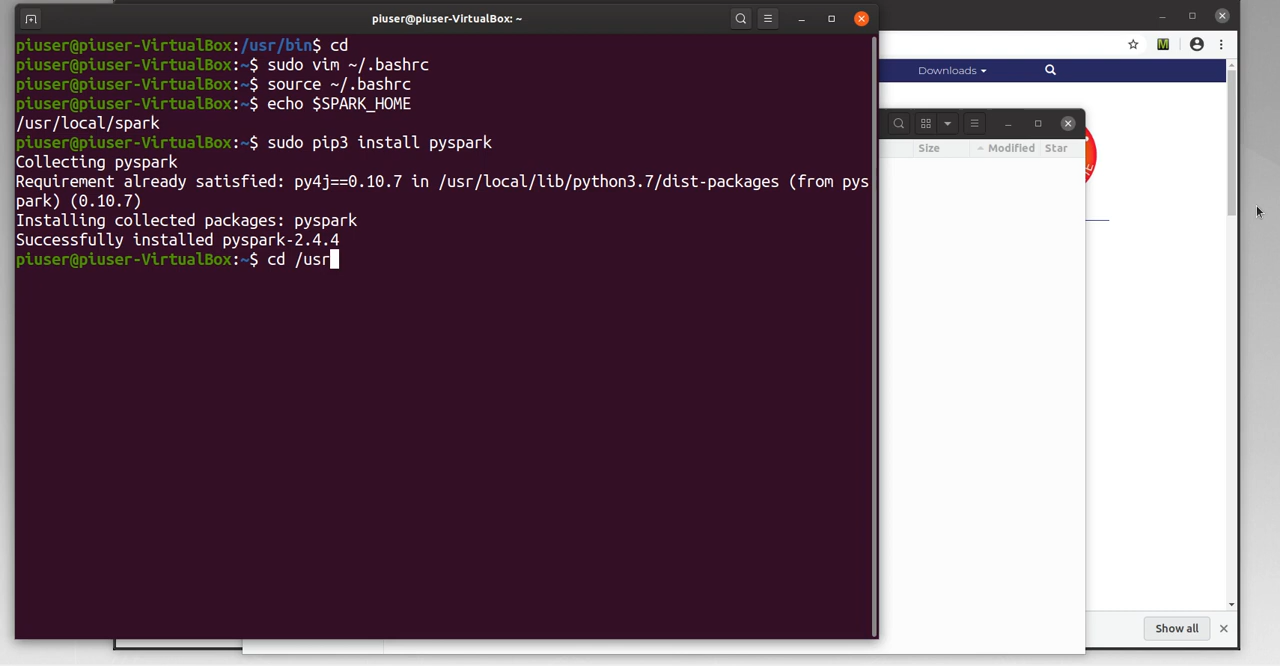 piuser@piuser-VirtualBox: ~
piuser@piuser-VirtualBox:/usr/bin$ cd
piuser@piuser-VirtualBox:~$ sudo vim ~/.bashrc
piuser@piuser-VirtualBox:~$ source ~/.bashrc
piuser@piuser-VirtualBox:~$ echo $SPARK_HOME
/usr/local/spark
piuser@piuser-VirtualBox:~$ sudo pip3 install pyspark
Collecting pyspark
Requirement already satisfied: py4j==0.10.7 in /usr/local/lib/python3.7/dist-packages (from pys
park) (0.10.7)
Installing collected packages: pyspark
Successfully installed pyspark-2.4.4
piuser@piuser-VirtualBox:~$ cd /usr
Downloads
Size Modified Star
Show all